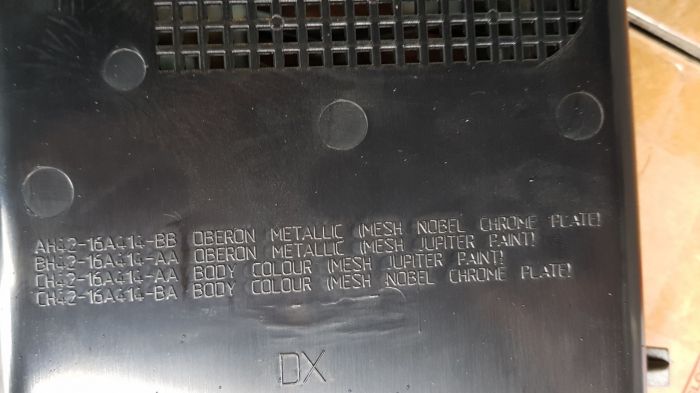 AH42-16A414-BB OBERON METALLIC (MESH NOBEL CHROME PLATE)
BH42-16A414-AA OBERON METALLIC (MESH JUPITER PAINT)
CH42-16A414-AA BODY COLOUR (MESH JUPITER PAINT)
CH42-16A414-BA BODY COLOUR (MESH NOBEL CHROME PLATE)
DX